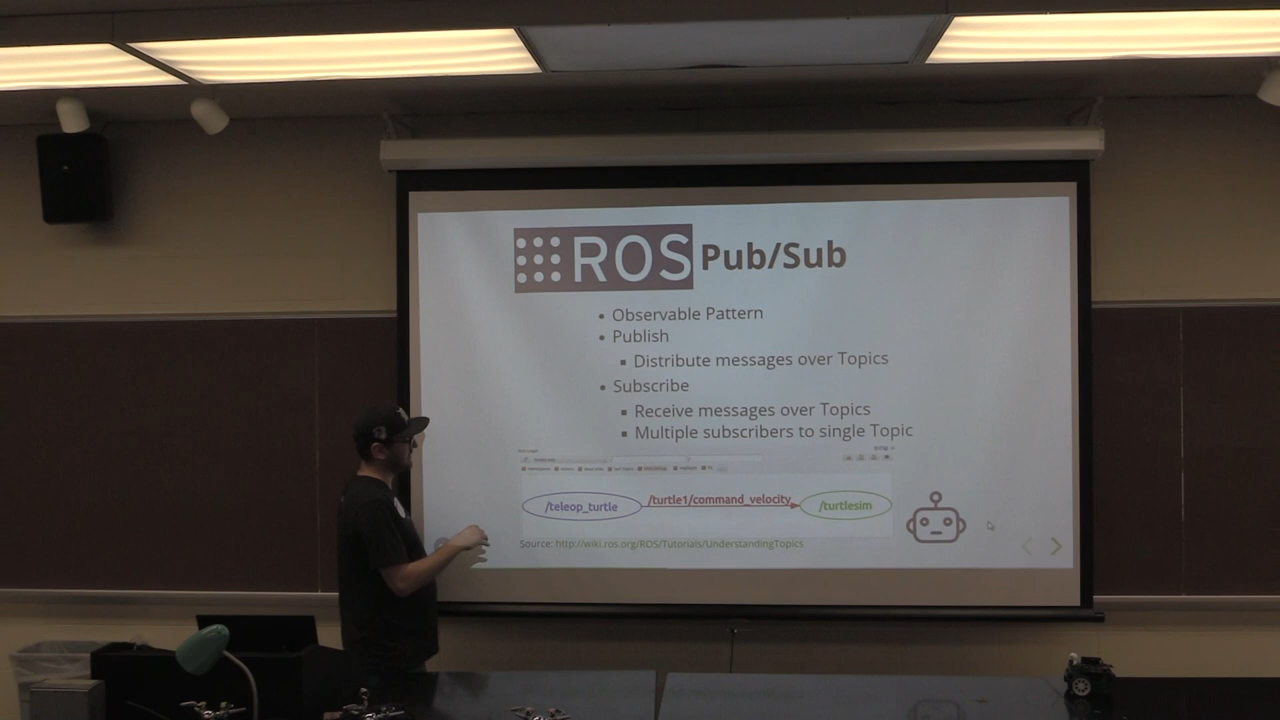 ROS Pub/Sub
Observable Pattern
Publish
Distribute messages over Topics
Subscribe
Receive messages over Topics
Multiple subscribers to single Topic
/teleop_turtle /turtle1/command_velocity /turtlesim
Source: http://wiki.ros.org/ROS/Tutorials/UnderstandingTopics